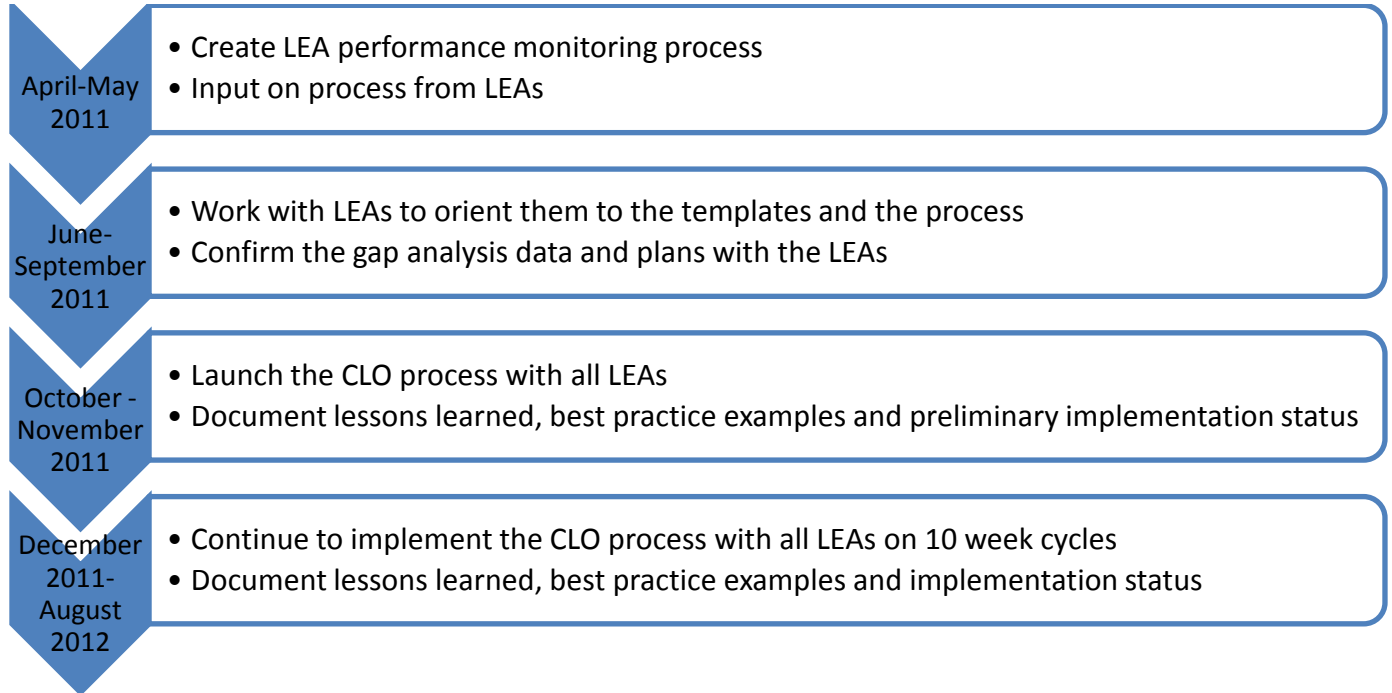 April-May
2011
• Create LEA performance monitoring process
• Input on process from LEAs
June-
September
2011
• Work with LEAs to orient them to the templates and the process
• Confirm the gap analysis data and plans with the LEAs
October -
November
2011
• Launch the CLO process with all LEAs
• Document lessons learned, best practice examples and preliminary implementation status
December
2011-
August
2012
• Continue to implement the CLO process with all LEAs on 10 week cycles
• Document lessons learned, best practice examples and implementation status